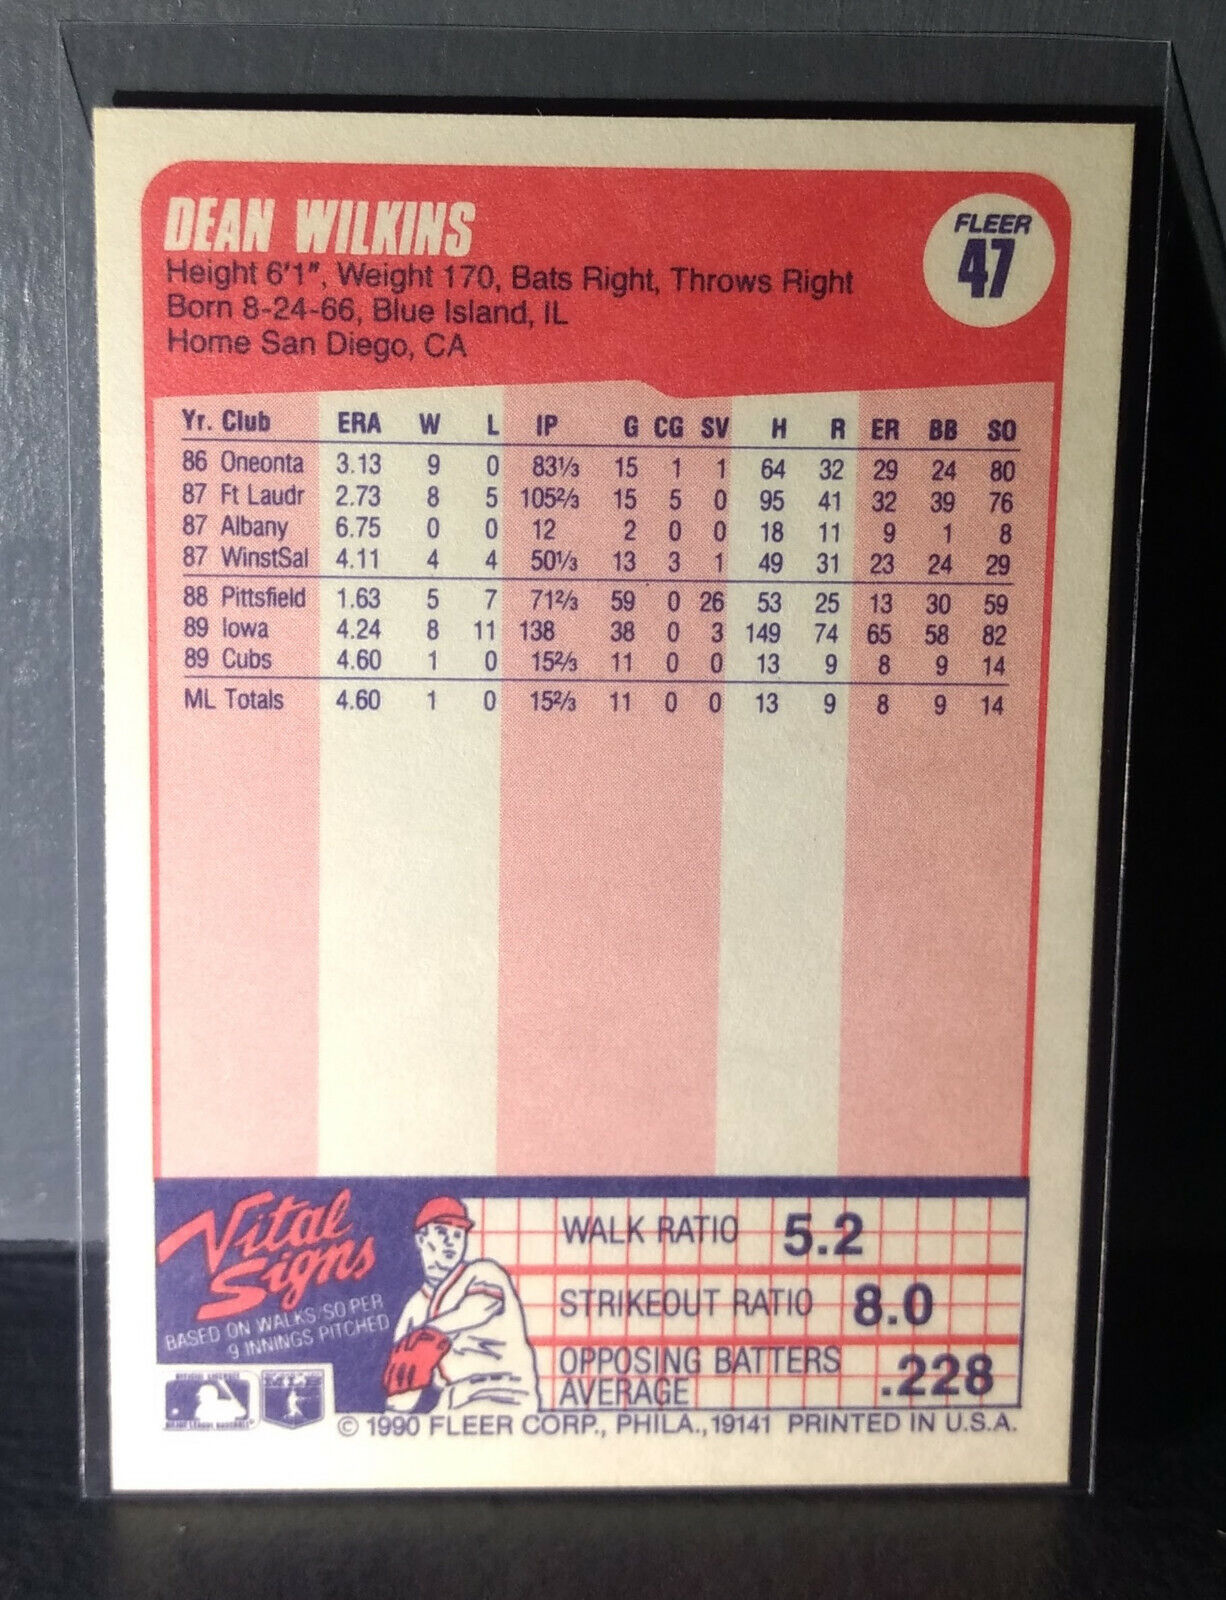 DEAN WILKINS
Height 6'1", Weight 170, Bats Right, Throws Right
Born 8-24-66, Blue Island, IL
Home San Diego, CA
FLEER
47
Yr. Club ERA W L IP G CG SV H R ER BB SO
86 Oneonta 3.13 9 0 83⅓ 15 1 1 64 32 29 24 80
87 Ft Laudr 2.73 8 5 105⅔ 15 5 0 95 41 32 39 76
87 Albany 6.75 0 0 12 2 0 0 18 11 9 1 8
87 WinstSal 4.11 4 4 50⅓ 13 3 1 49 31 23 24 29
88 Pittsfield 1.63 5 7 71⅔ 59 0 26 53 25 13 30 59
89 Iowa 4.24 8 11 138 38 0 3 149 74 65 58 82
89 Cubs 4.60 1 0 15⅔ 11 0 0 13 9 8 9 14
ML Totals 4.60 1 0 15⅔ 11 0 0 13 9 8 9 14
Vital
Signs
BASED ON WALKS/SO PER
9 INNINGS PITCHED
WALK RATIO 5.2
STRIKEOUT RATIO 8.0
OPPOSING BATTERS
AVERAGE .228
© 1990 FLEER CORP., PHILA., 19141 PRINTED IN U.S.A.